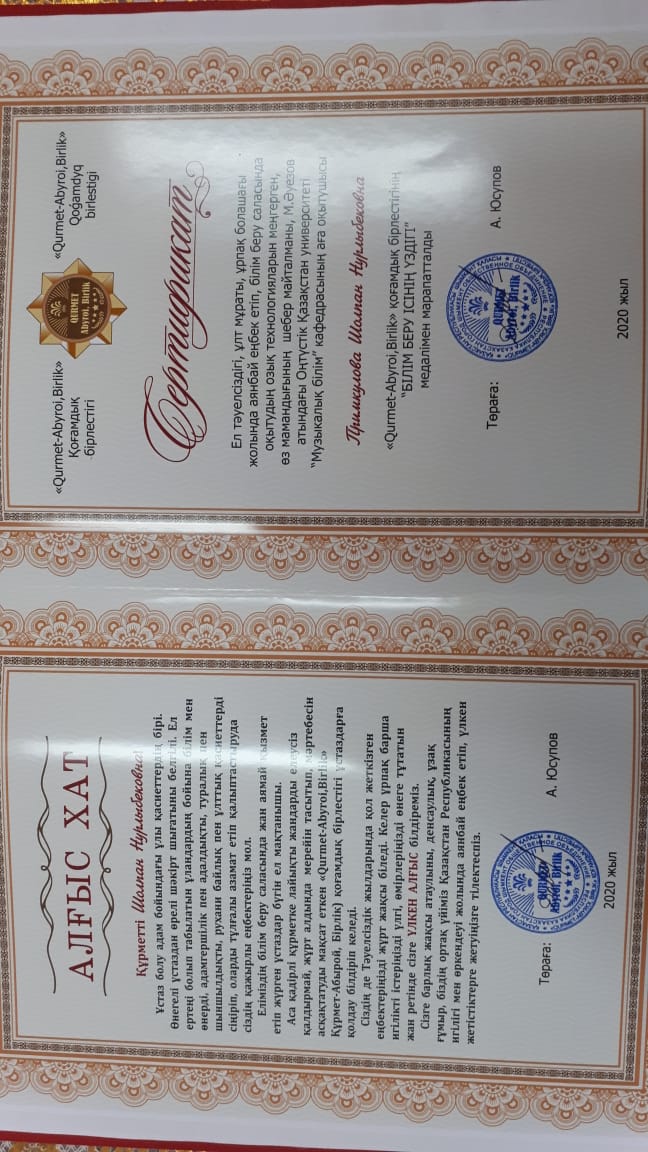 АЛҒЫС ХАТ
Құрметті Шолпан Нурлыбековна!
Ұстаз болу адам бойындағы ұлы қасиеттердің бірі.
Өнегелі ұстаздан өрелі шәкірт шығатыны белгілі. Ел
ертеңі болып табылатын ұландардың бойына білім мен
өнерді, адамгершілік пен адалдықты, туралық пен
шыншылдықты, рухани байлық пен ұлттық қасиеттерді
сіңіріп, оларды тұлғалы азамат етіп қалыптастыруда
сіздің қажырлы еңбектеріңіз мол.
Еліміздің білім беру саласында жан аямай қызмет
етіп жүрген ұстаздар бүгін ел мақтанышы.
Аса қадірлі құрметке лайықты жандарды елеусіз
қалдырмай, жұрт алдында мерейін тасытып, мәртебесін
асқақтатуды мақсат еткен «Qurmet-Abyroi,Birlik»
Құрмет-Абырой, Бірлік) қоғамдық бірлестігі ұстаздарға
қолдау білдіріп келеді.
Сіздің де Тәуелсіздік жылдарында қол жеткізген
еңбектеріңізді жұрт жақсы біледі. Келер ұрпақ барша
игілікті істеріңізді үлгі, өмірлеріңізді өнеге тұтатын
жан ретінде сізге ҮЛКЕН АЛҒЫС білдіреміз.
Сізге барлық жақсы атаулыны, денсаулық, ұзақ
ғұмыр, біздің ортақ үйіміз Қазақстан Республикасының
игілігі мен өркендеуі жолында аянбай еңбек етіп, үлкен
жетістіктерге жетуіңізге тілектеспіз.
Төраға: А. Юсупов
2020 жыл
«Qurmet-Abyroi,Birlik»
Қоғамдық
бірлестігі
QURMET
Abyroi, Birlik
«Qurmet-Abyroi,Birlik»
Qoģamdyq
birlestigi
Сертификат
Ел тәуелсіздігі, ұлт мұраты, ұрпақ болашағы
жолында аянбай еңбек етіп, білім беру саласында
оқытудың озық технологияларын меңгерген,
өз мамандығының шебер майталманы, М.Әуезов
атындағы Оңтүстік Қазақстан университеті
"Музыкалық білім" кафедрасының аға оқытушысы
Примкулова Шолпан Нурлыбековна
«Qurmet-Abyroi,Birlik» қоғамдық бірлестігінің
"БІЛІМ БЕРУ ІСІНІҢ ҮЗДІГІ"
медалімен марапатталды
Төраға: А. Юсупов
QURMET
Abyroi, Birlik
2020 жыл